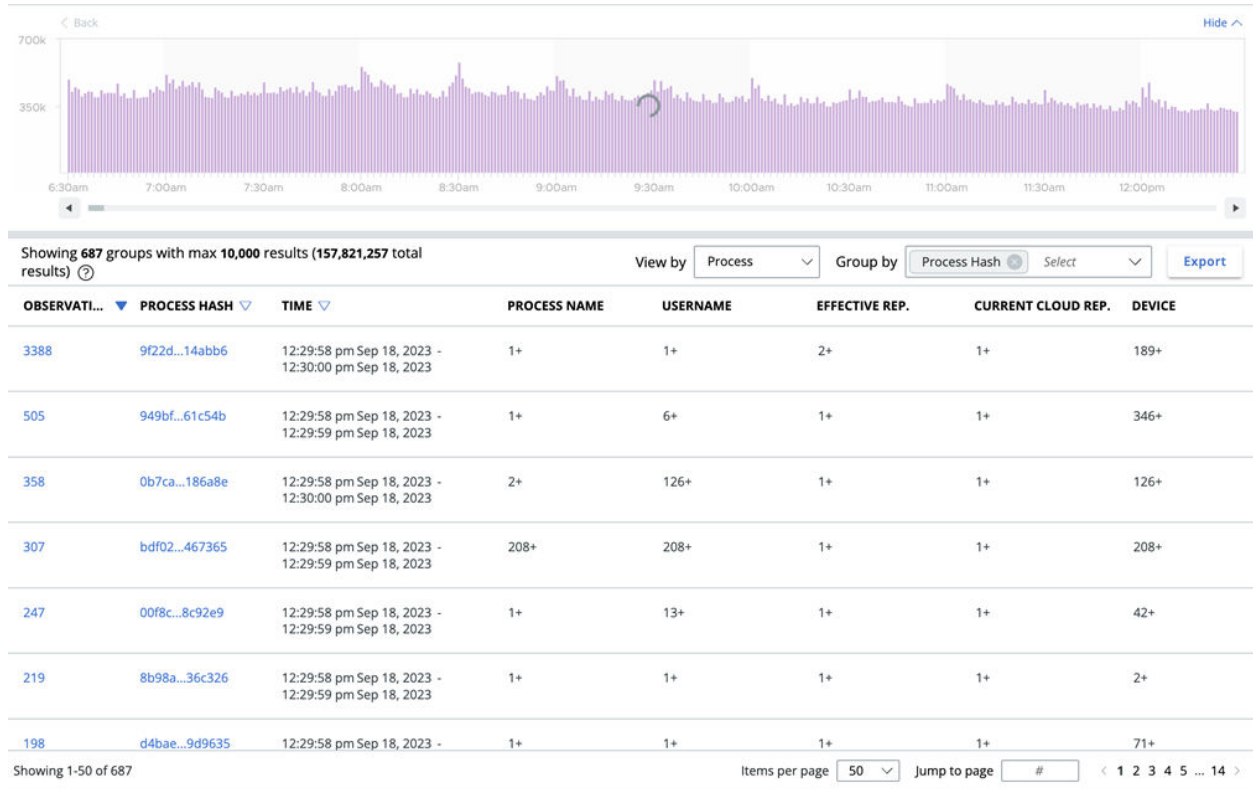 Back
Hide
700k
350k
6:30am 7:00am 7:30am 8:00am 8:30am 9:00am 9:30am 10:00am 10:30am 11:00am 11:30am 12:00pm
Showing 687 groups with max 10,000 results (157,821,257 total
results) ?
View by Process Group by Process Hash Select Export
OBSERVATI... PROCESS HASH TIME PROCESS NAME USERNAME EFFECTIVE REP. CURRENT CLOUD REP. DEVICE
3388 9f22d...14abb6 12:29:58 pm Sep 18, 2023 - 1+ 1+ 2+ 1+ 189+
12:30:00 pm Sep 18, 2023
505 949bf...61c54b 12:29:58 pm Sep 18, 2023 - 1+ 6+ 1+ 1+ 346+
12:29:59 pm Sep 18, 2023
358 0b7ca...186a8e 12:29:58 pm Sep 18, 2023 - 2+ 126+ 1+ 1+ 126+
12:30:00 pm Sep 18, 2023
307 bdf02...467365 12:29:58 pm Sep 18, 2023 - 208+ 208+ 1+ 1+ 208+
12:29:59 pm Sep 18, 2023
247 00f8c...8c92e9 12:29:58 pm Sep 18, 2023 - 1+ 13+ 1+ 1+ 42+
12:29:59 pm Sep 18, 2023
219 8b98a...36c326 12:29:58 pm Sep 18, 2023 - 1+ 1+ 1+ 1+ 2+
12:29:59 pm Sep 18, 2023
198 d4bae...9d9635 12:29:58 pm Sep 18, 2023 - 1+ 1+ 1+ 1+ 71+
Showing 1-50 of 687 Items per page 50 Jump to page # < 1 2 3 4 5 ... 14 >